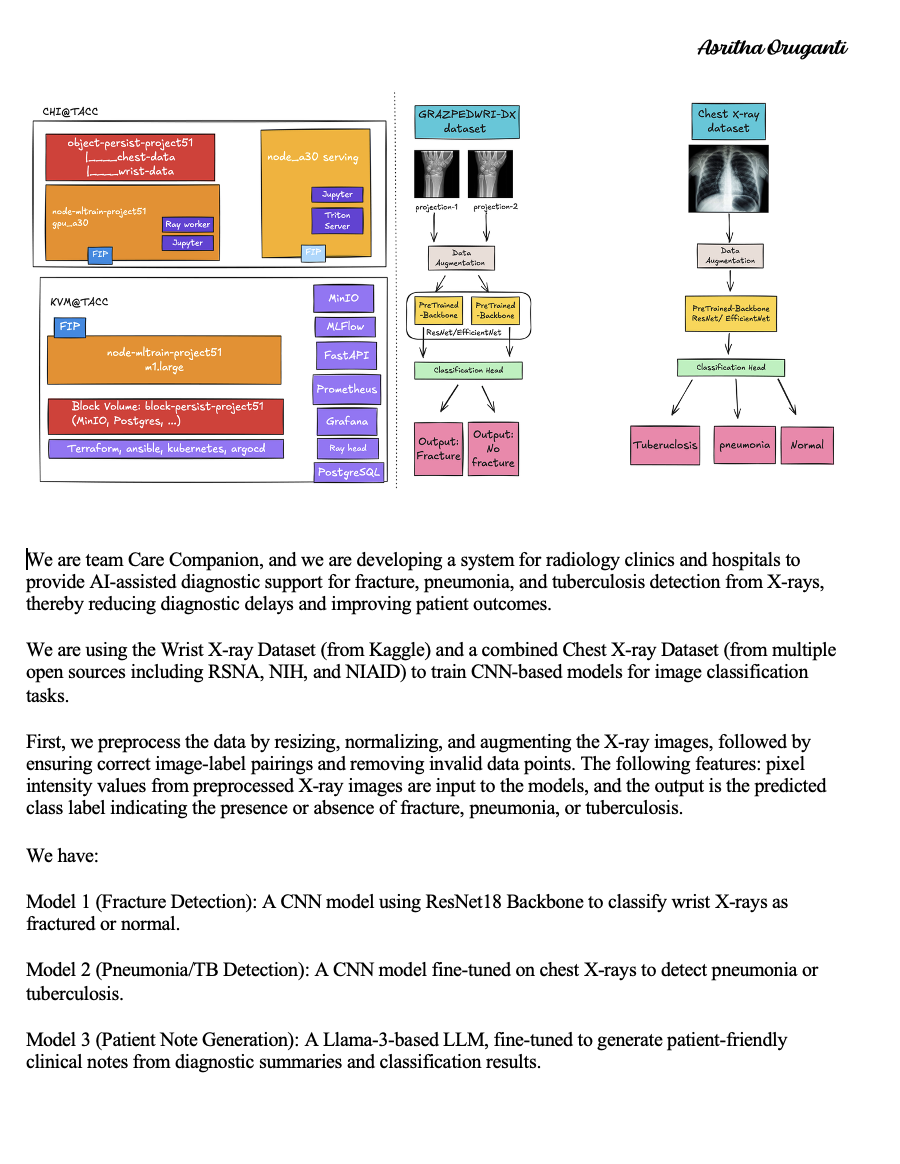 Asritha Oruganti
CHI@TACC
object-persist-project51
|____chest-data
|____wrist-data
node-mltrain-project51
gpu_a30
Ray worker
Jupyter
FIP
node_a30 serving
Jupyter
Triton
Server
FIP
KVM@TACC
FIP
node-mltrain-project51
m1.large
Block Volume: block-persist-project51
(MinIO, Postgres, ...)
Terraform, ansible, kubernetes, argocd
MinIO
MLFlow
FastAPI
Prometheus
Grafana
Ray head
PostgreSQL
GRAZPEDWRI-DX
dataset
projection-1
projection-2
Data
Augmentation
PreTrained
-Backbone
PreTrained
-Backbone
ResNet/EfficientNet
Classification Head
Output:
Fracture
Output:
No
fracture
Chest X-ray
dataset
Data
Augmentation
PreTrained-Backbone
ResNet/ EfficientNet
Classification Head
Tuberuclosis
pneumonia
Normal
We are team Care Companion, and we are developing a system for radiology clinics and hospitals to
provide AI-assisted diagnostic support for fracture, pneumonia, and tuberculosis detection from X-rays,
thereby reducing diagnostic delays and improving patient outcomes.
We are using the Wrist X-ray Dataset (from Kaggle) and a combined Chest X-ray Dataset (from multiple
open sources including RSNA, NIH, and NIAID) to train CNN-based models for image classification
tasks.
First, we preprocess the data by resizing, normalizing, and augmenting the X-ray images, followed by
ensuring correct image-label pairings and removing invalid data points. The following features: pixel
intensity values from preprocessed X-ray images are input to the models, and the output is the predicted
class label indicating the presence or absence of fracture, pneumonia, or tuberculosis.
We have:
Model 1 (Fracture Detection): A CNN model using ResNet18 Backbone to classify wrist X-rays as
fractured or normal.
Model 2 (Pneumonia/TB Detection): A CNN model fine-tuned on chest X-rays to detect pneumonia or
tuberculosis.
Model 3 (Patient Note Generation): A Llama-3-based LLM, fine-tuned to generate patient-friendly
clinical notes from diagnostic summaries and classification results.